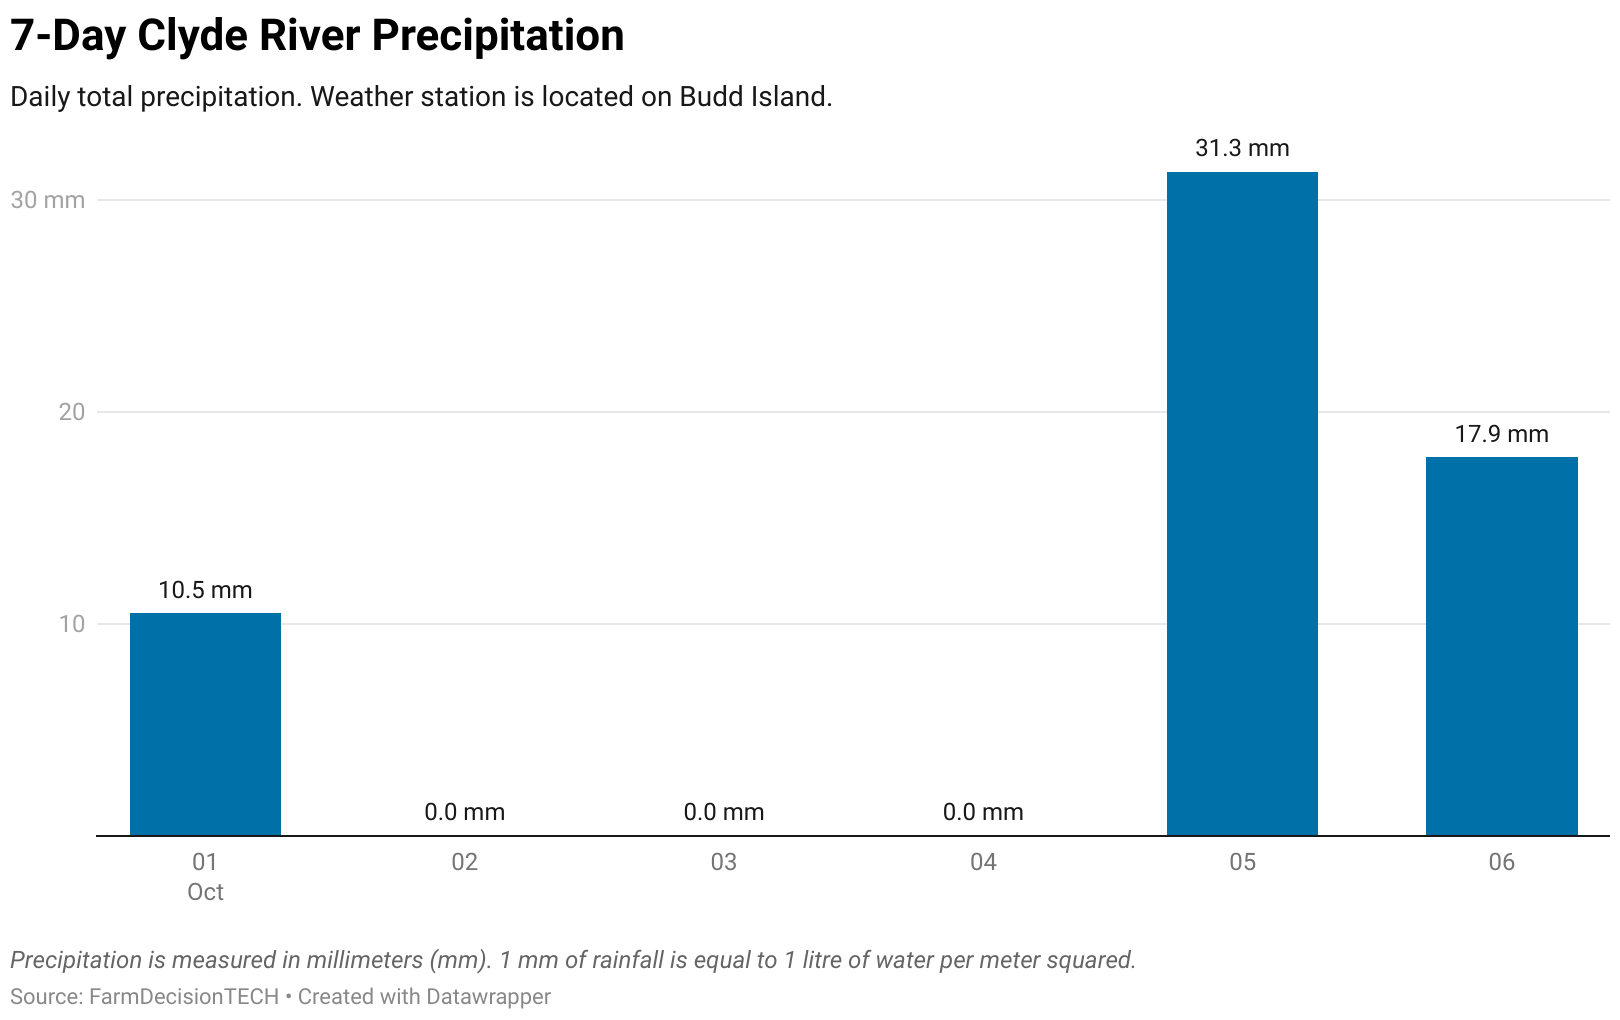 7-Day Clyde River Precipitation
Daily total precipitation. Weather station is located on Budd Island.
31.3 mm
30 mm
20
17.9 mm
10.5 mm
10
0.0 mm
0.0 mm
0.0 mm
01
02
03
04
05
06
Oct
Precipitation is measured in millimeters (mm). 1 mm of rainfall is equal to 1 litre of water per meter squared.
Source: FarmDecisionTECH • Created with Datawrapper